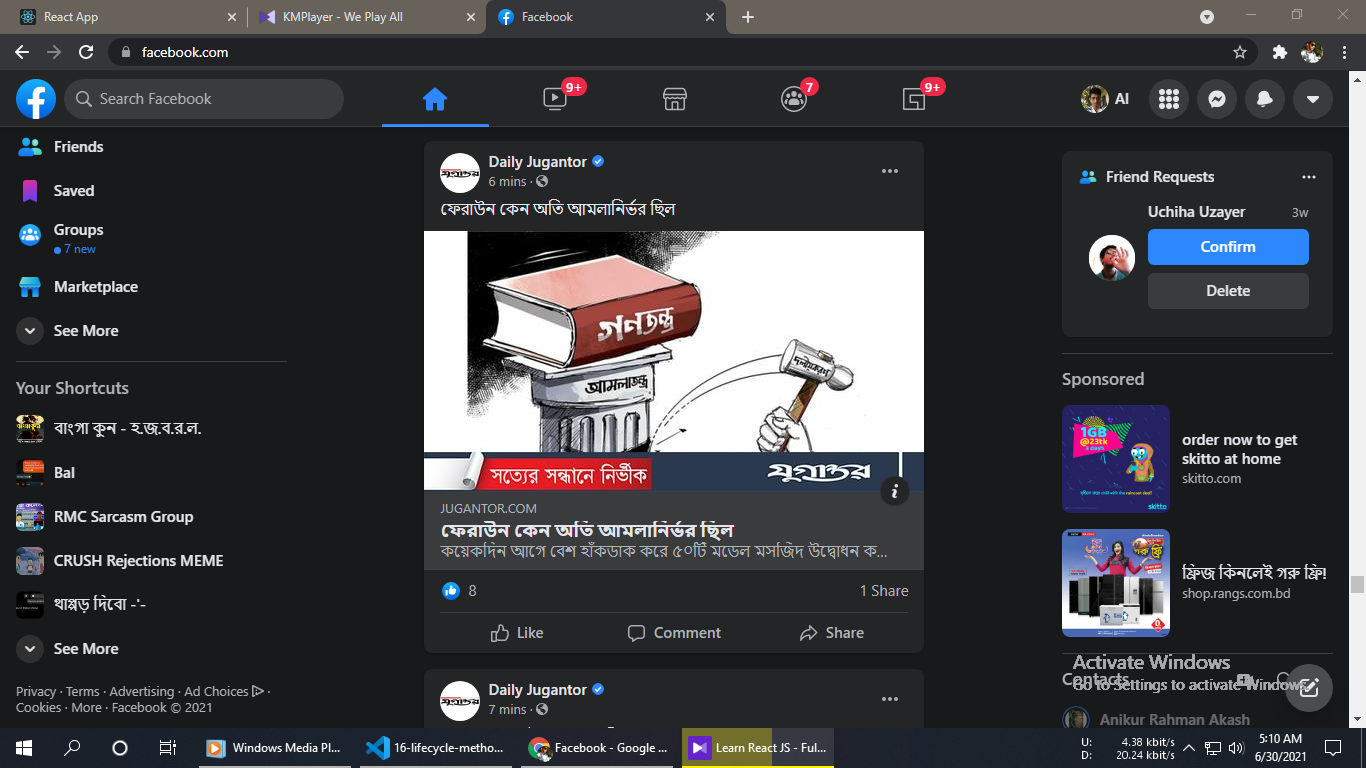 React App
KMPlayer - We Play All
Facebook
facebook.com
Search Facebook
9+
7
9+
Al
Friends
Saved
Groups
7 new
Marketplace
See More
Your Shortcuts
বাংগা কুন - হ.জ.ব.র.ল.
Bal
RMC Sarcasm Group
CRUSH Rejections MEME
থাপ্পড় দিবো -'-
See More
Privacy · Terms · Advertising · Ad Choices ·
Cookies · More · Facebook © 2021
Daily Jugantor
6 mins ·
ফেরাউন কেন অতি আমলানির্ভর ছিল
গণতন্ত্র
আমলাতন্ত্র
দলীয়করণ
সত্যের সন্ধানে নির্ভীক
যুগান্তর
JUGANTOR.COM
ফেরাউন কেন অতি আমলানির্ভর ছিল
কয়েকদিন আগে বেশ হাঁকডাক করে ৫০টি মডেল মসজিদ উদ্বোধন ক...
8
1 Share
Like
Comment
Share
Daily Jugantor
7 mins ·
Friend Requests
Uchiha Uzayer
3w
Confirm
Delete
Sponsored
1GB
@23tk
order now to get
skitto at home
skitto.com
skitto
ফ্রিজ কিনলেই গরু ফ্রি!
shop.rangs.com.bd
Contacts
Activate Windows
Go to Settings to activate Windows.
Anikur Rahman Akash
Windows Media Pl...
16-lifecycle-metho...
Facebook - Google ...
Learn React JS - Ful...
U: 4.38 kbit/s
D: 20.24 kbit/s
5:10 AM
6/30/2021